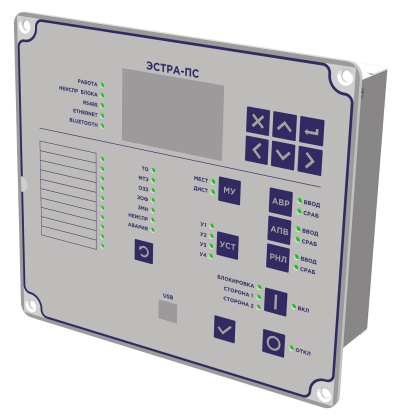 ЭСТРА-ПС
РАБОТА
НЕИСПР БЛОКА
RS485
ETHERNET
BLUETOOTH
ТО
МТЗ
ОЗЗ
ЗОФ
ЗМН
НЕИСПР
АВАРИЯ
МЕСТ
ДИСТ
МУ
У1
У2
У3
У4
УСТ
АВР
ВВОД
СРАБ
АПВ
ВВОД
СРАБ
РНЛ
ВВОД
СРАБ
БЛОКИРОВКА
СТОРОНА 1
СТОРОНА 2
ВКЛ
USB
ОТКЛ